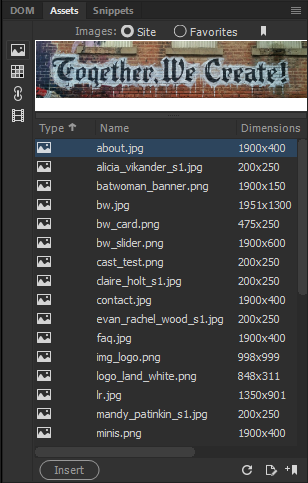 DOM Assets Snippets
Images: Site Favorites
Together, We Create!
Type Name Dimensions
about.jpg 1900x400
alicia_vikander_s1.jpg 200x250
batwoman_banner.png 1900x150
bw.jpg 1951x1300
bw_card.png 475x250
bw_slider.png 1900x600
cast_test.png 200x250
claire_holt_s1.jpg 200x250
contact.jpg 1900x400
evan_rachel_wood_s1.jpg 200x250
faq.jpg 1900x400
img_logo.png 998x999
logo_land_white.png 848x311
lr.jpg 1350x901
mandy_patinkin_s1.jpg 200x250
minis.png 1900x400
Insert